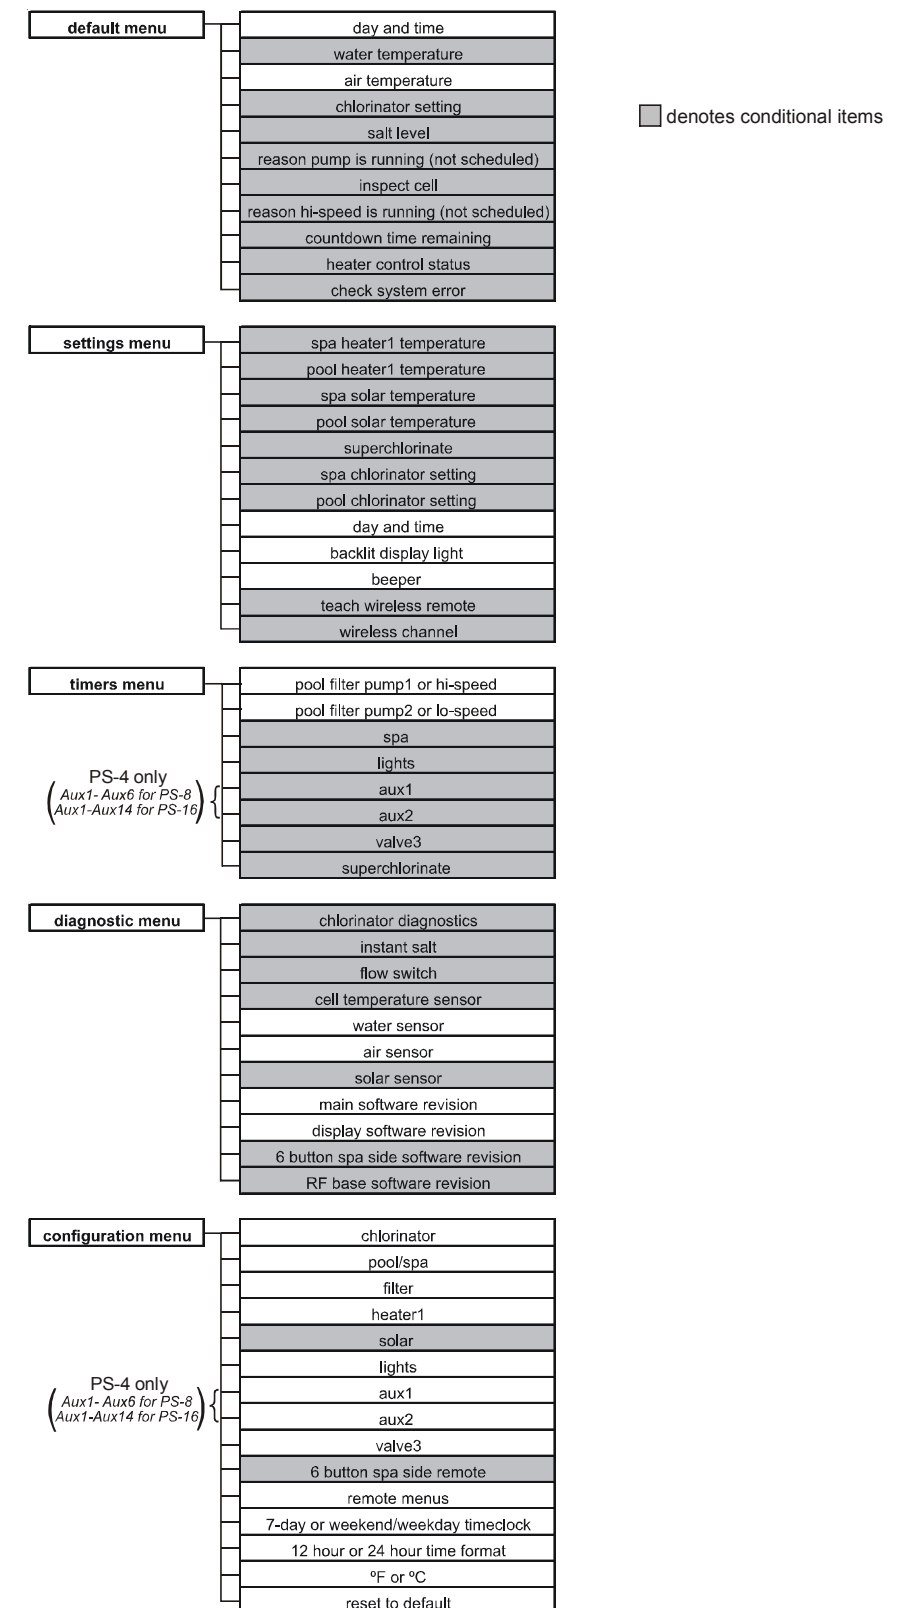 default menu
day and time
water temperature
air temperature
chlorinator setting
salt level
reason pump is running (not scheduled)
inspect cell
reason hi-speed is running (not scheduled)
countdown time remaining
heater control status
check system error
denotes conditional items
settings menu
spa heater1 temperature
pool heater1 temperature
spa solar temperature
pool solar temperature
superchlorinate
spa chlorinator setting
pool chlorinator setting
day and time
backlit display light
beeper
teach wireless remote
wireless channel
timers menu
pool filter pump1 or hi-speed
pool filter pump2 or lo-speed
spa
lights
PS-4 only
(Aux1- Aux6 for PS-8
Aux1-Aux14 for PS-16)
aux1
aux2
valve3
superchlorinate
diagnostic menu
chlorinator diagnostics
instant salt
flow switch
cell temperature sensor
water sensor
air sensor
solar sensor
main software revision
display software revision
6 button spa side software revision
RF base software revision
configuration menu
chlorinator
pool/spa
filter
heater1
solar
lights
PS-4 only
(Aux1- Aux6 for PS-8
Aux1-Aux14 for PS-16)
aux1
aux2
valve3
6 button spa side remote
remote menus
7-day or weekend/weekday timeclock
12 hour or 24 hour time format
ºF or ºC
reset to default